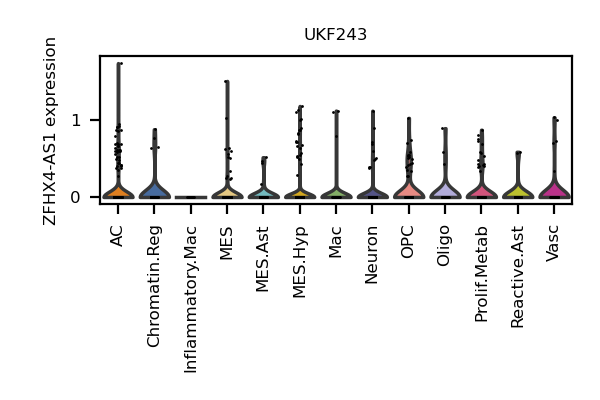 UKF243
ZFHX4-AS1 expression
1
0
AC
Chromatin.Reg
Inflammatory.Mac
MES
MES.Ast
MES.Hyp
Mac
Neuron
OPC
Oligo
Prolif.Metab
Reactive.Ast
Vasc